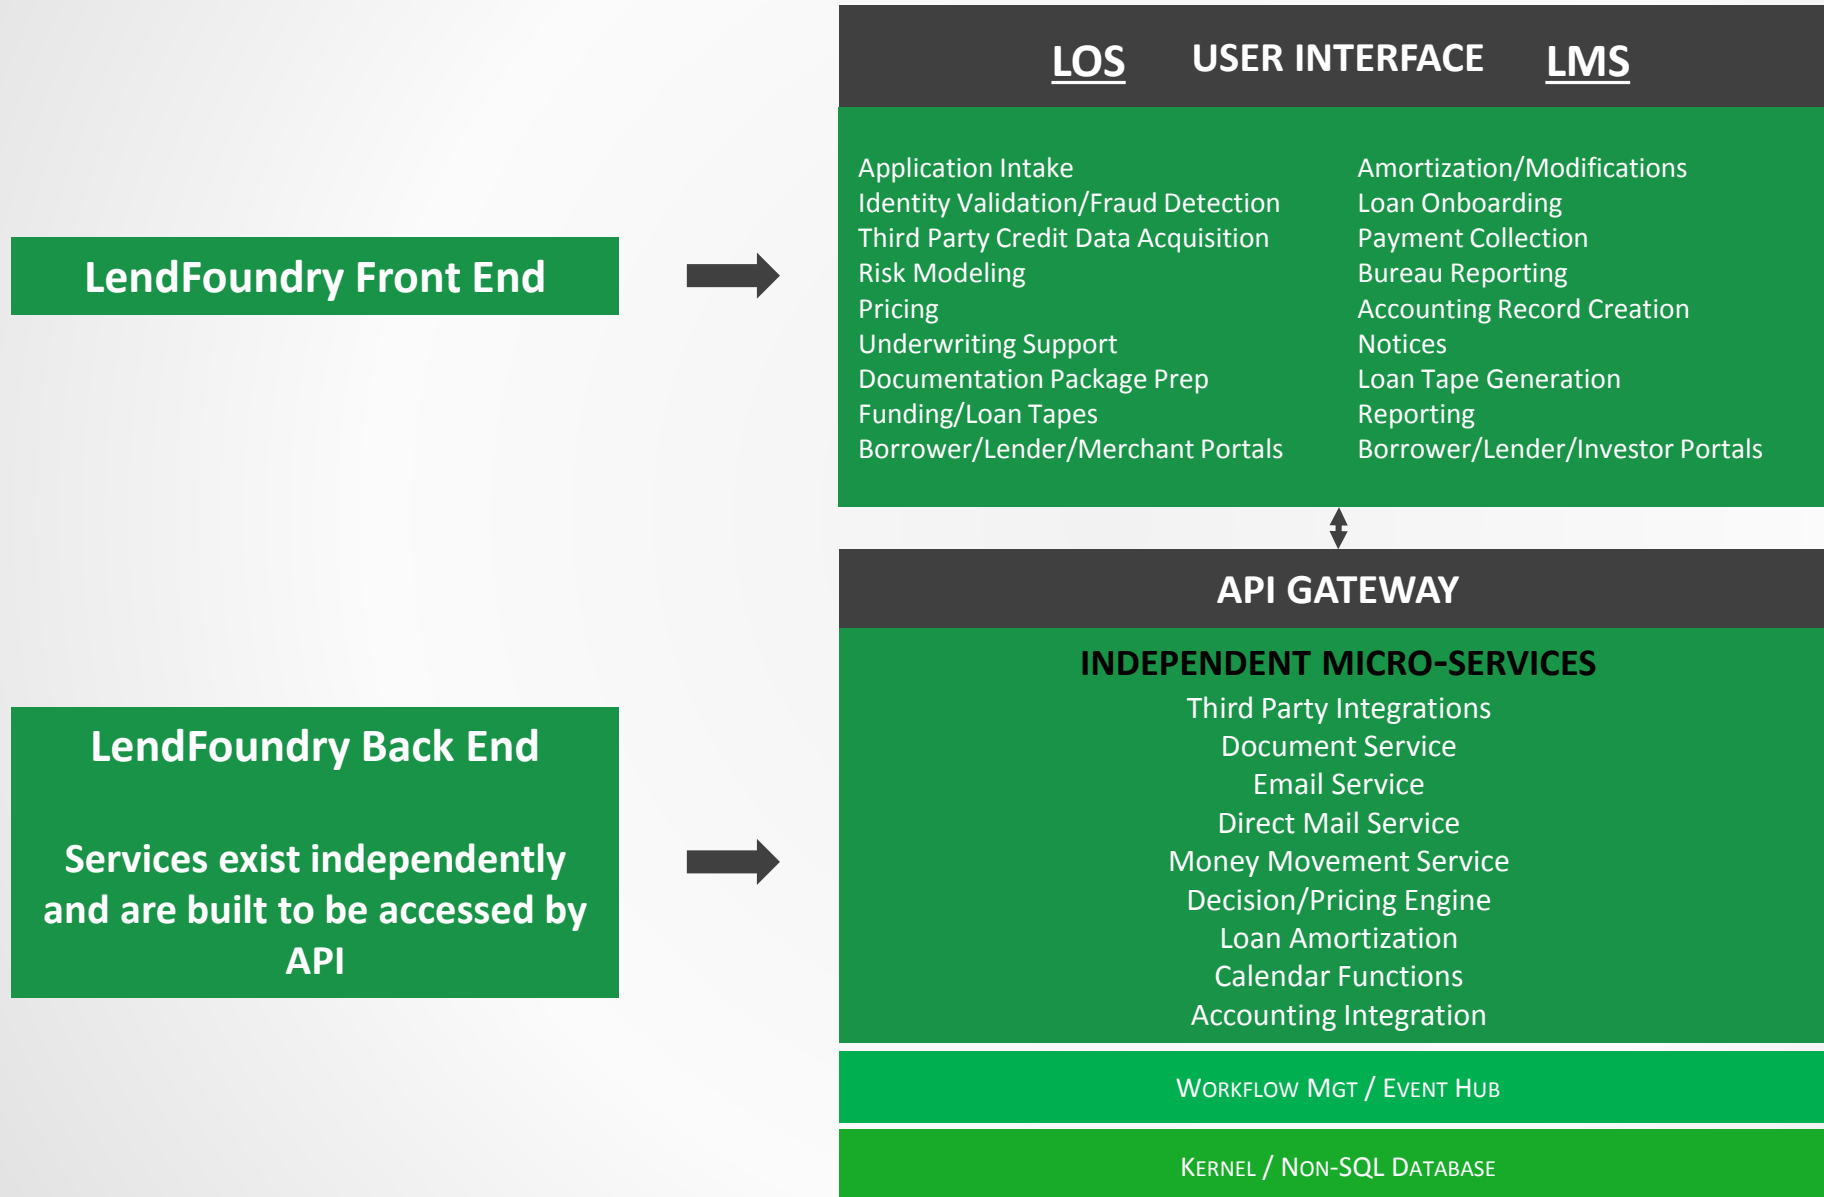 LOS USER INTERFACE LMS
Application Intake
Identity Validation/Fraud Detection
Third Party Credit Data Acquisition
Risk Modeling
Pricing
Underwriting Support
Documentation Package Prep
Funding/Loan Tapes
Borrower/Lender/Merchant Portals
Amortization/Modifications
Loan Onboarding
Payment Collection
Bureau Reporting
Accounting Record Creation
Notices
Loan Tape Generation
Reporting
Borrower/Lender/Investor Portals
LendFoundry Front End
API GATEWAY
INDEPENDENT MICRO-SERVICES
Third Party Integrations
Document Service
Email Service
Direct Mail Service
Money Movement Service
Decision/Pricing Engine
Loan Amortization
Calendar Functions
Accounting Integration
LendFoundry Back End
Services exist independently
and are built to be accessed by
API
WORKFLOW MGT / EVENT HUB
KERNEL / NON-SQL DATABASE